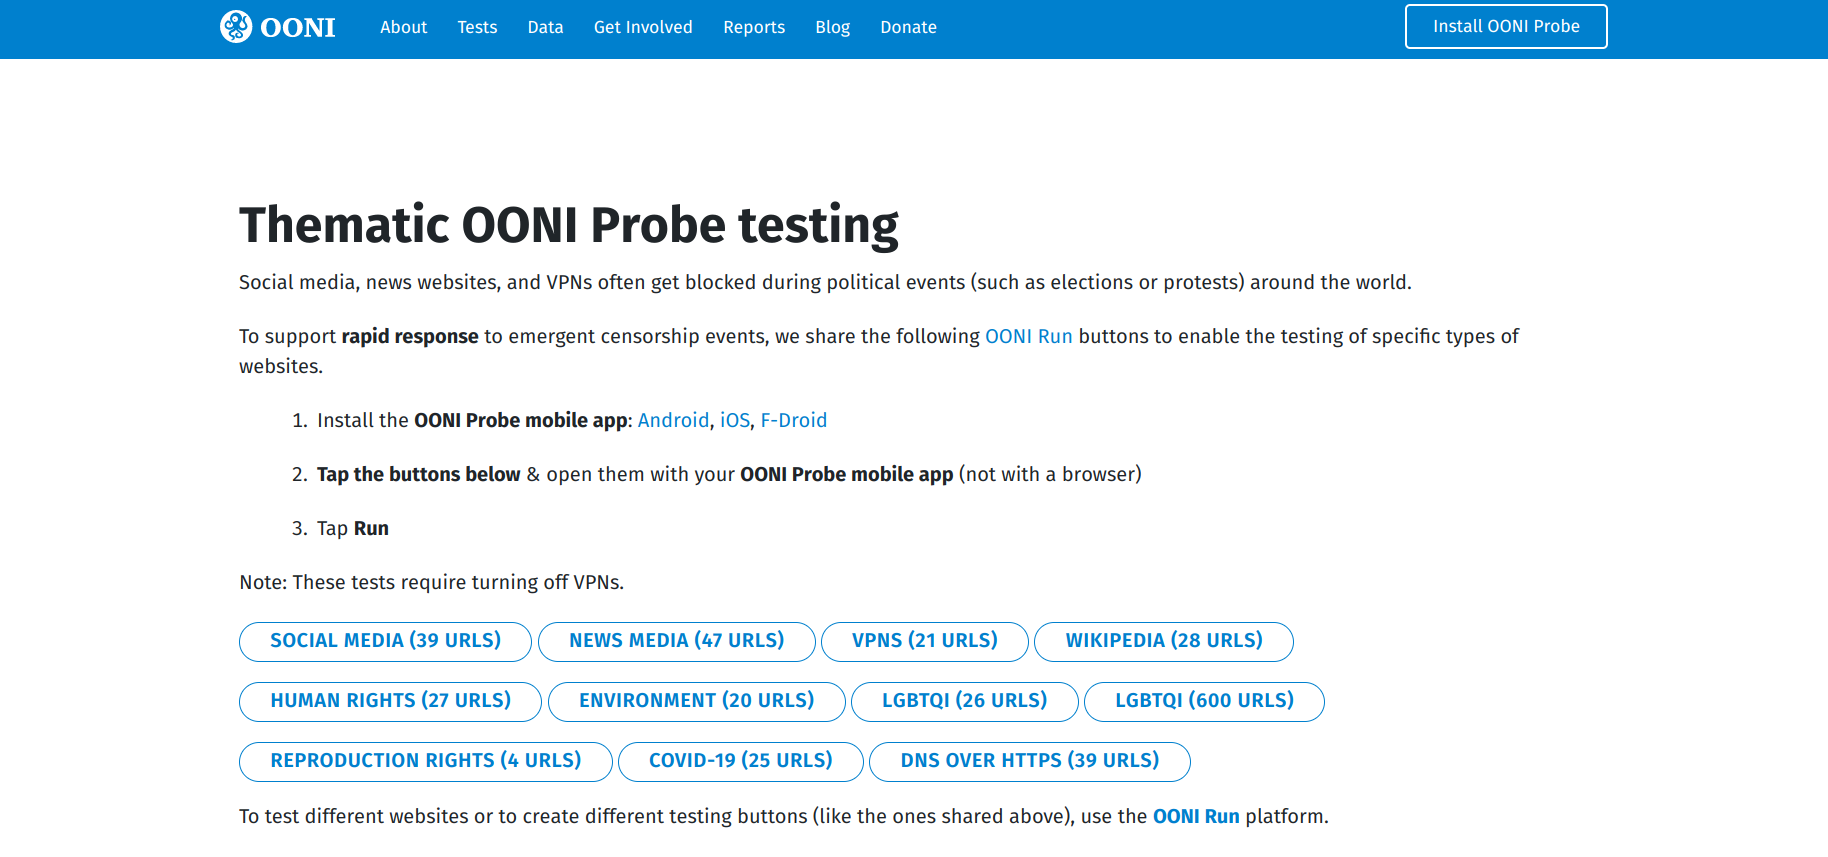 OONI About Tests Data Get Involved Reports Blog Donate Install OONI Probe
Thematic OONI Probe testing
Social media, news websites, and VPNs often get blocked during political events (such as elections or protests) around the world.
To support rapid response to emergent censorship events, we share the following OONI Run buttons to enable the testing of specific types of
websites.
1. Install the OONI Probe mobile app: Android, iOS, F-Droid
2. Tap the buttons below & open them with your OONI Probe mobile app (not with a browser)
3. Tap Run
Note: These tests require turning off VPNs.
SOCIAL MEDIA (39 URLS) NEWS MEDIA (47 URLS) VPNS (21 URLS) WIKIPEDIA (28 URLS)
HUMAN RIGHTS (27 URLS) ENVIRONMENT (20 URLS) LGBTQI (26 URLS) LGBTQI (600 URLS)
REPRODUCTION RIGHTS (4 URLS) COVID-19 (25 URLS) DNS OVER HTTPS (39 URLS)
To test different websites or to create different testing buttons (like the ones shared above), use the OONI Run platform.